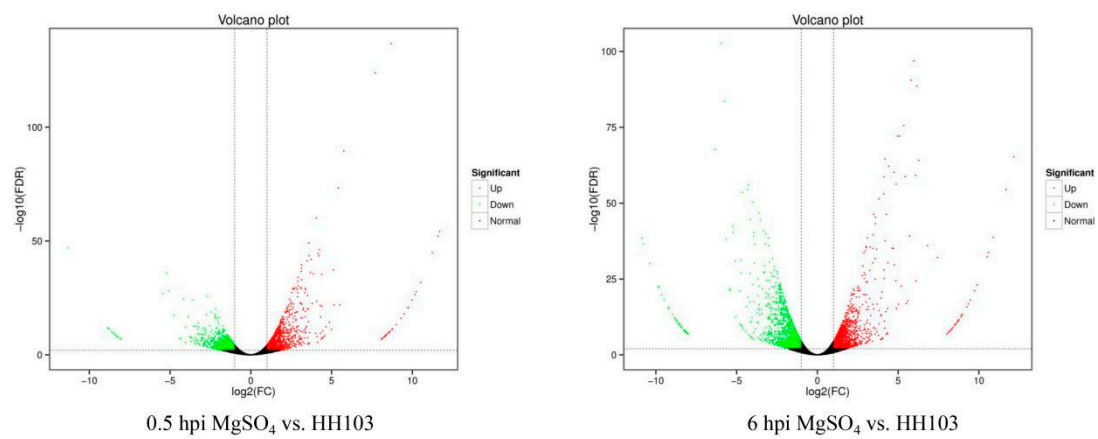 Volcano plot
100
50
0
−log10(FDR)
−10
−5
0
5
10
log2(FC)
Significant
Up
Down
Normal
0.5 hpi MgSO₄ vs. HH103
Volcano plot
100
75
50
25
0
−log10(FDR)
−10
−5
0
5
10
log2(FC)
Significant
Up
Down
Normal
6 hpi MgSO₄ vs. HH103